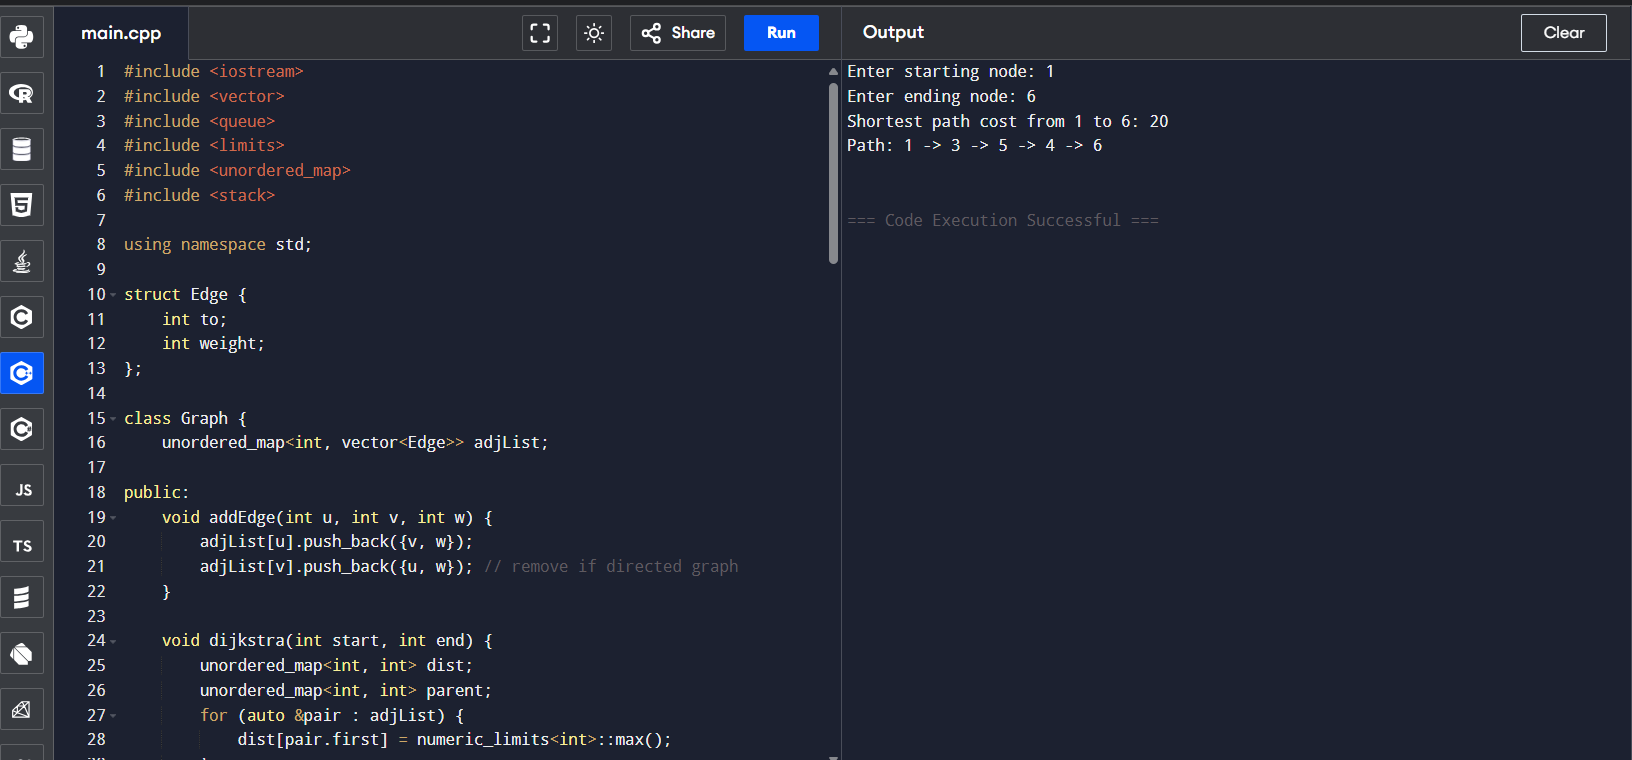 main.cpp
Share
Run
Output
Clear
1 #include <iostream>
2 #include <vector>
3 #include <queue>
4 #include <limits>
5 #include <unordered_map>
6 #include <stack>
7
8 using namespace std;
9
10 struct Edge {
11     int to;
12     int weight;
13 };
14
15 class Graph {
16     unordered_map<int, vector<Edge>> adjList;
17
18 public:
19     void addEdge(int u, int v, int w) {
20         adjList[u].push_back({v, w});
21         adjList[v].push_back({u, w}); // remove if directed graph
22     }
23
24     void dijkstra(int start, int end) {
25         unordered_map<int, int> dist;
26         unordered_map<int, int> parent;
27         for (auto &pair : adjList) {
28             dist[pair.first] = numeric_limits<int>::max();
Enter starting node: 1
Enter ending node: 6
Shortest path cost from 1 to 6: 20
Path: 1 -> 3 -> 5 -> 4 -> 6
=== Code Execution Successful ===
R
5
C
C
C
JS
TS